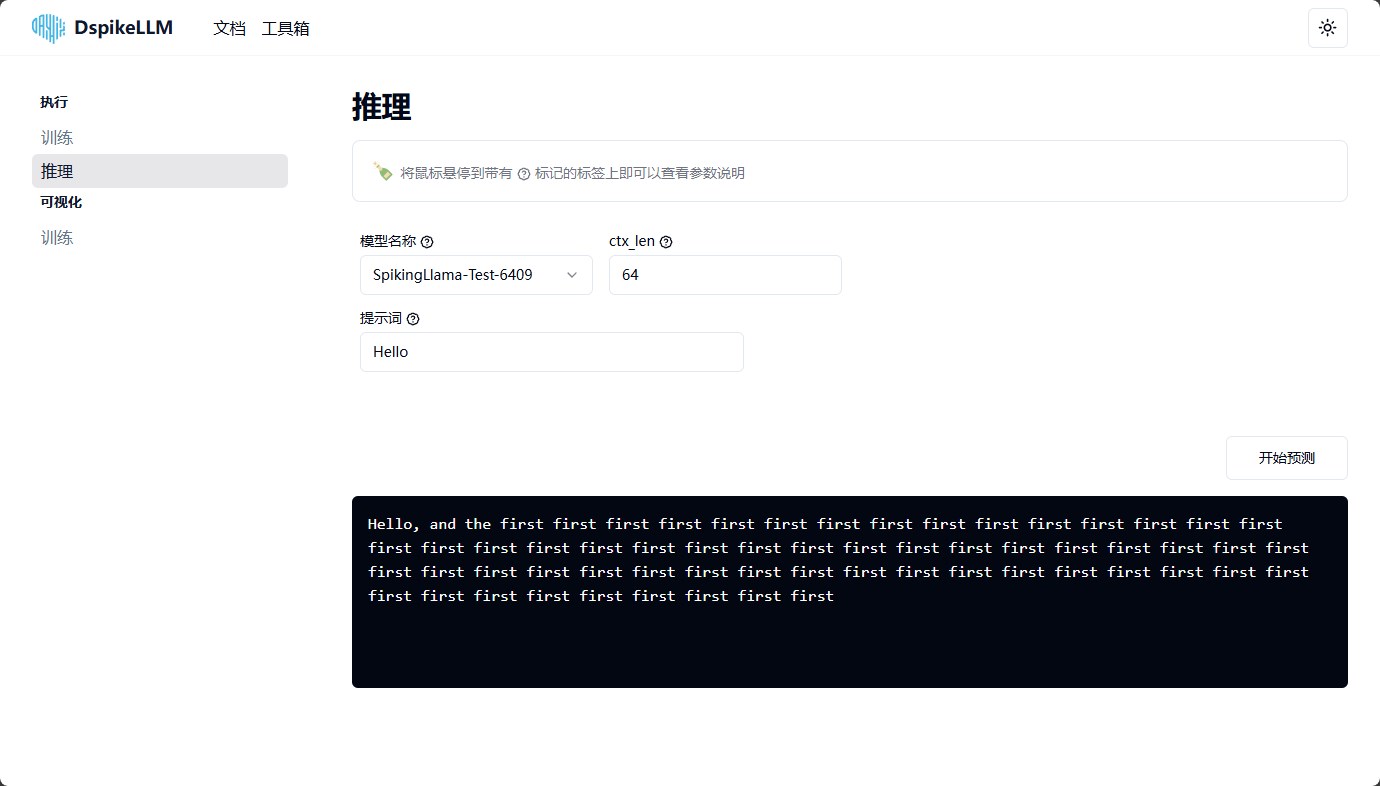 DspikeLLM 文档 工具箱
执行
训练
推理
可视化
训练
推理
将鼠标悬停到带有 ? 标记的标签上即可以查看参数说明
模型名称 ? ctx_len ?
SpikingLlama-Test-6409 64
提示词 ?
Hello
开始预测
Hello, and the first first first first first first first first first first first first first first first
first first first first first first first first first first first first first first first first first first
first first first first first first first first first first first first first first first first first first
first first first first first first first first first